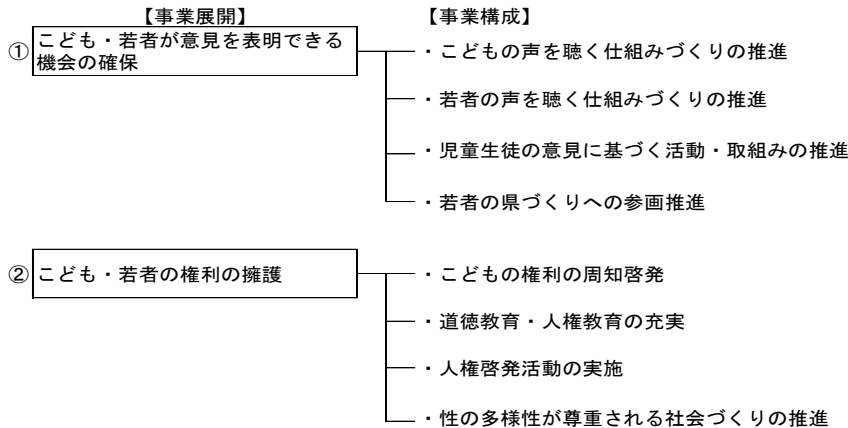 【事業展開】 【事業構成】
① こども・若者が意見を表明できる
機会の確保
・こどもの声を聴く仕組みづくりの推進
・若者の声を聴く仕組みづくりの推進
・児童生徒の意見に基づく活動・取組みの推進
・若者の県づくりへの参画推進
② こども・若者の権利の擁護
・こどもの権利の周知啓発
・道徳教育・人権教育の充実
・人権啓発活動の実施
・性の多様性が尊重される社会づくりの推進